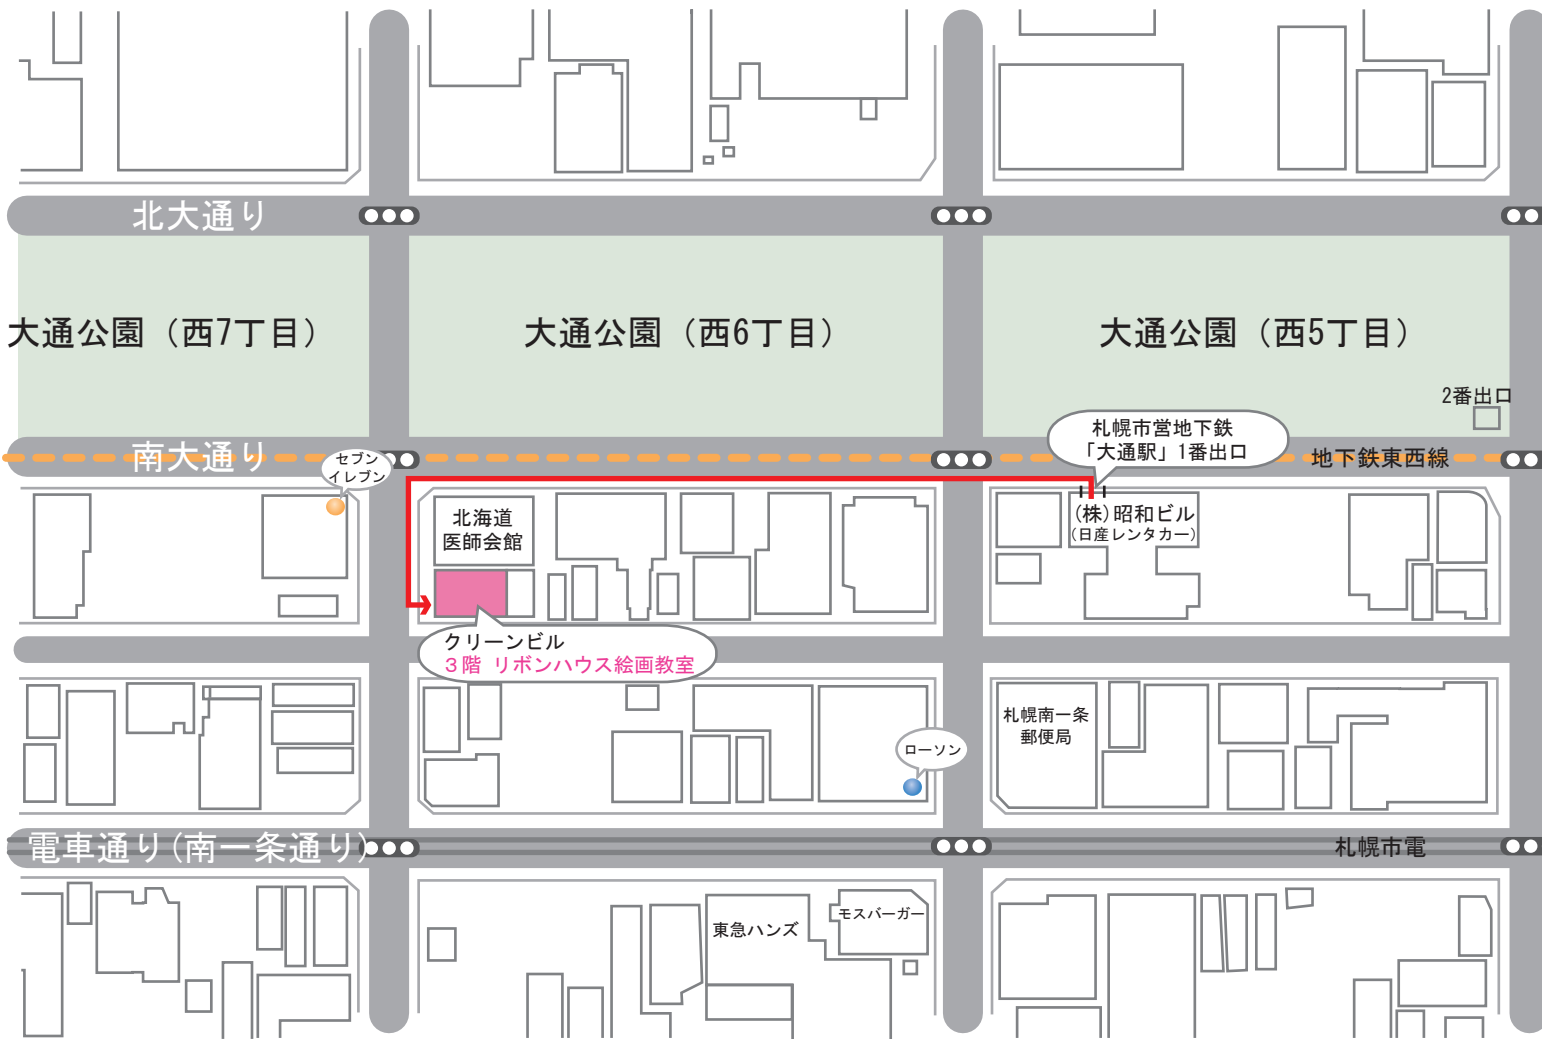 北大通り
大通公園（西7丁目）
大通公園（西6丁目）
大通公園（西5丁目）
2番出口
札幌市営地下鉄
「大通駅」1番出口
南大通り
地下鉄東西線
セブン
イレブン
北海道
医師会館
(株)昭和ビル
(日産レンタカー)
クリーンビル
３階 リボンハウス絵画教室
札幌南一条
郵便局
ローソン
電車通り(南一条通り)
札幌市電
東急ハンズ
モスバーガー